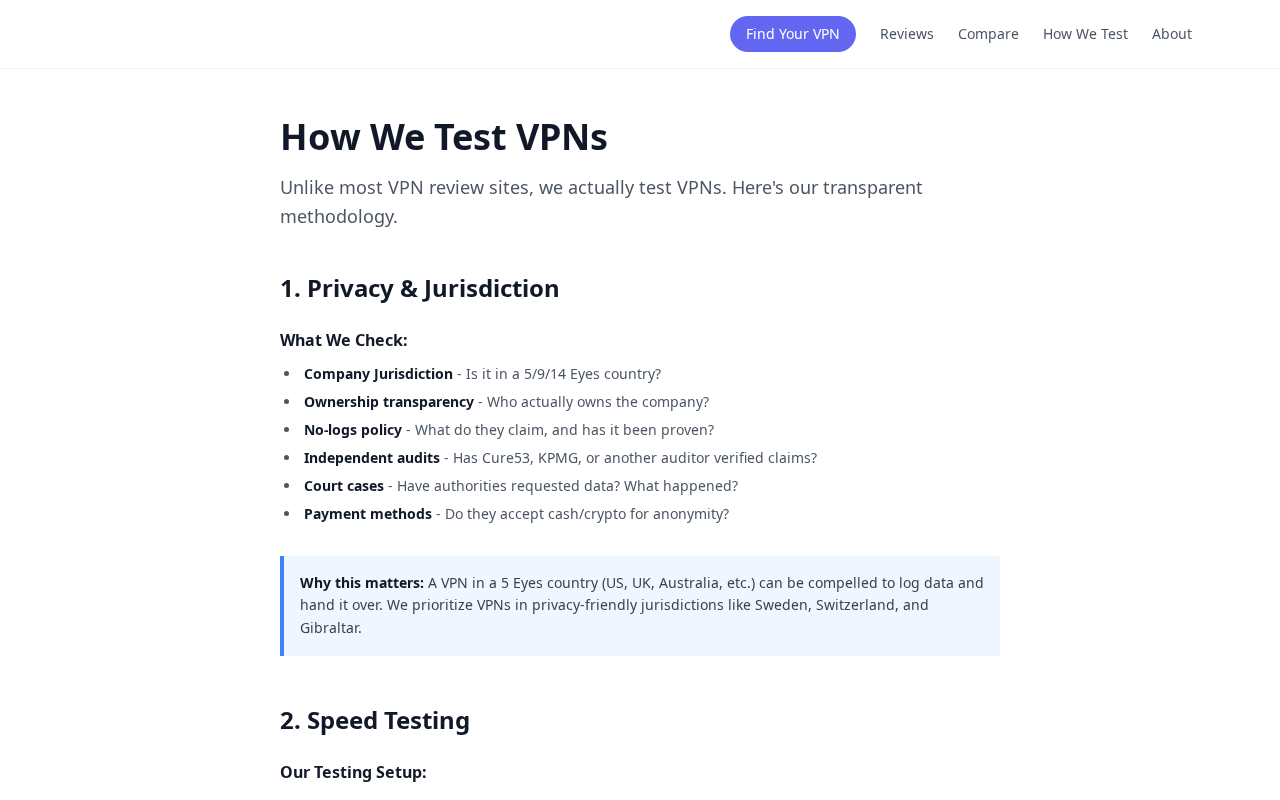 Find Your VPN
Reviews
Compare
How We Test
About
How We Test VPNs
Unlike most VPN review sites, we actually test VPNs. Here's our transparent
methodology.
1. Privacy & Jurisdiction
What We Check:
Company Jurisdiction - Is it in a 5/9/14 Eyes country?
Ownership transparency - Who actually owns the company?
No-logs policy - What do they claim, and has it been proven?
Independent audits - Has Cure53, KPMG, or another auditor verified claims?
Court cases - Have authorities requested data? What happened?
Payment methods - Do they accept cash/crypto for anonymity?
Why this matters: A VPN in a 5 Eyes country (US, UK, Australia, etc.) can be compelled to log data and
hand it over. We prioritize VPNs in privacy-friendly jurisdictions like Sweden, Switzerland, and
Gibraltar.
2. Speed Testing
Our Testing Setup: